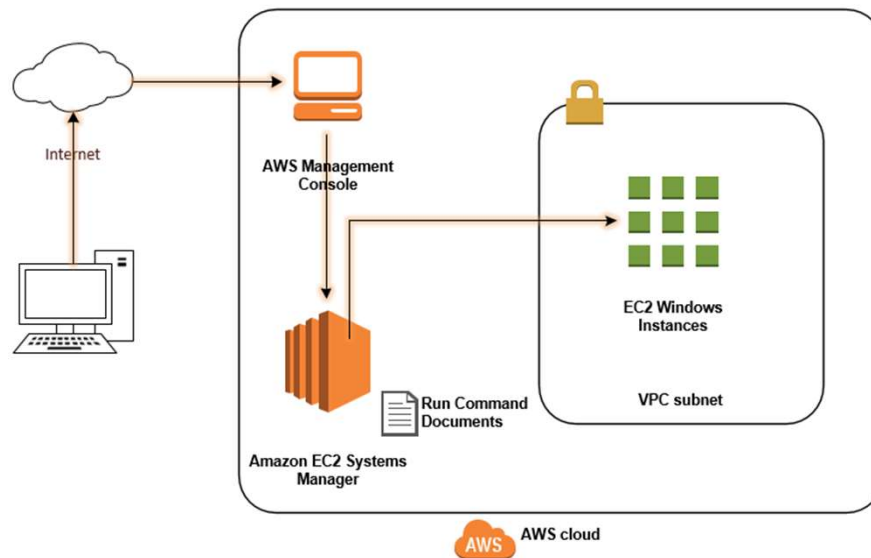 Internet
AWS Management
Console
EC2 Windows
Instances
VPC subnet
Run Command
Documents
Amazon EC2 Systems
Manager
AWS
AWS cloud